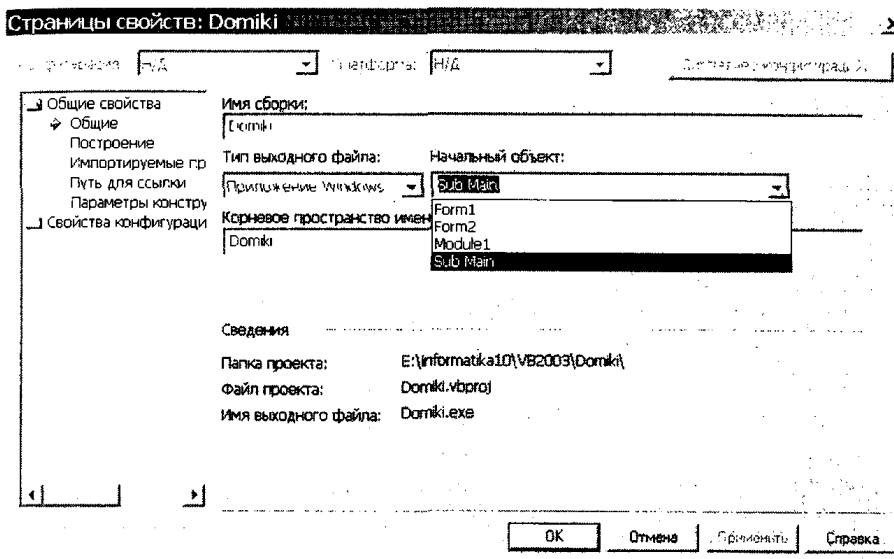 Страницы свойств: Domiki
Н/Д Платформа: Н/Д
Общие свойства
Общие
Построение
Импортируемые пр
Путь для ссылки
Параметры констру
Свойства конфигураци
Имя сборки:
Domiki
Тип выходного файла: Начальный объект:
Приложение Windows Sub Main
Form1
Form2
Module1
Sub Main
Корневое пространство имен
Domiki
Сведения
Папка проекта: E:\informatika10\VB2003\Domiki\
Файл проекта: Domiki.vbproj
Имя выходного файла: Domiki.exe
OK Отмена Применить Справка